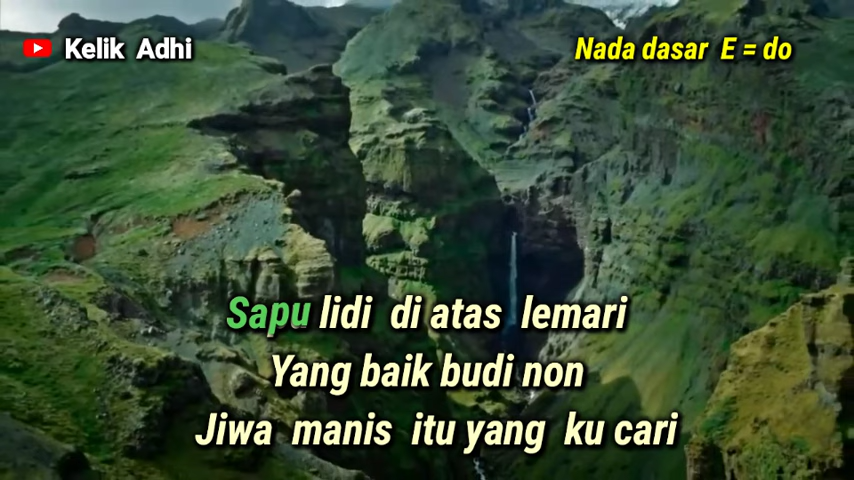 Kelik Adhi
Nada dasar E = do
Sapu lidi di atas lemari
Yang baik budi non
Jiwa manis itu yang ku cari